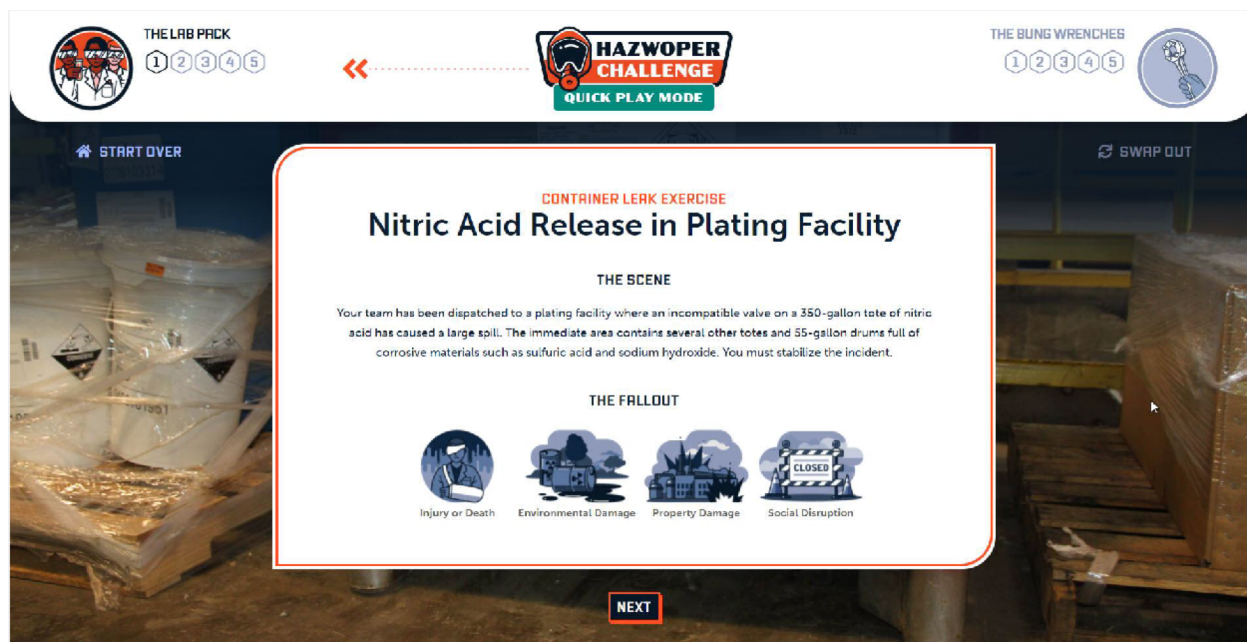 THE LAB PACK
1 2 3 4 5
HAZWOPER
CHALLENGE
QUICK PLAY MODE
THE BUNG WRENCHES
1 2 3 4 5
START OVER
SWAP OUT
CONTAINER LEAK EXERCISE
Nitric Acid Release in Plating Facility
THE SCENE
Your team has been dispatched to a plating facility where an incompatible valve on a 350-gallon tote of nitric
acid has caused a large spill. The immediate area contains several other totes and 55-gallon drums full of
corrosive materials such as sulfuric acid and sodium hydroxide. You must stabilize the incident.
THE FALLOUT
CLOSED
Injury or Death
Environmental Damage
Property Damage
Social Disruption
CORROSIVE
NEXT